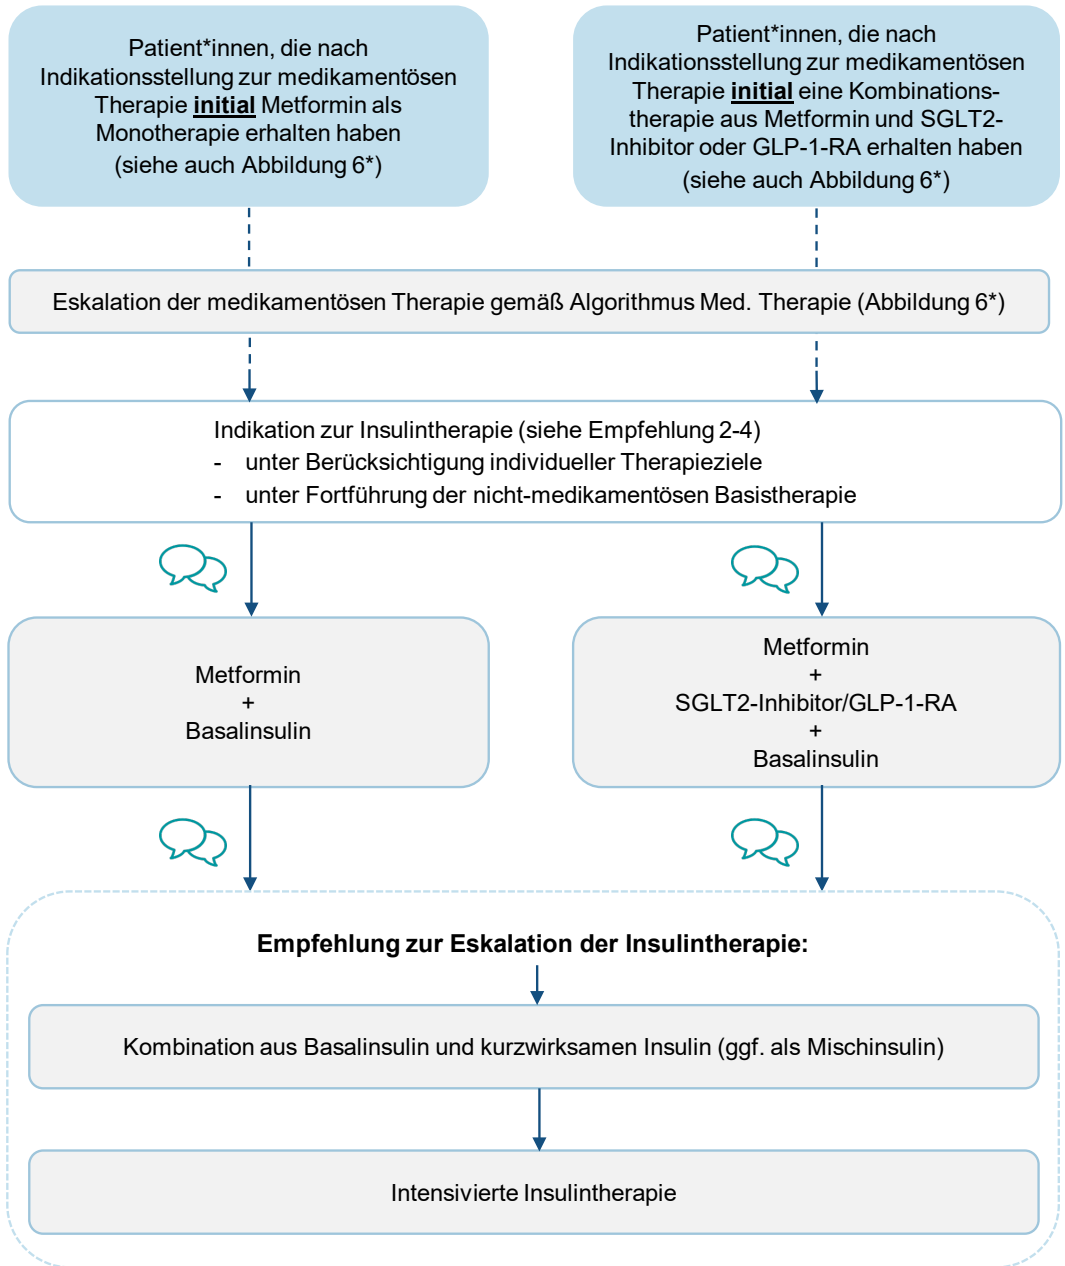 Patient*innen, die nach
Indikationsstellung zur medikamentösen
Therapie initial Metformin als
Monotherapie erhalten haben
(siehe auch Abbildung 6*)
Patient*innen, die nach
Indikationsstellung zur medikamentösen
Therapie initial eine Kombinations-
therapie aus Metformin und SGLT2-
Inhibitor oder GLP-1-RA erhalten haben
(siehe auch Abbildung 6*)
Eskalation der medikamentösen Therapie gemäß Algorithmus Med. Therapie (Abbildung 6*)
Indikation zur Insulintherapie (siehe Empfehlung 2-4)
- unter Berücksichtigung individueller Therapieziele
- unter Fortführung der nicht-medikamentösen Basistherapie
Metformin
+
Basalinsulin
Metformin
+
SGLT2-Inhibitor/GLP-1-RA
+
Basalinsulin
Empfehlung zur Eskalation der Insulintherapie:
Kombination aus Basalinsulin und kurzwirksamen Insulin (ggf. als Mischinsulin)
Intensivierte Insulintherapie